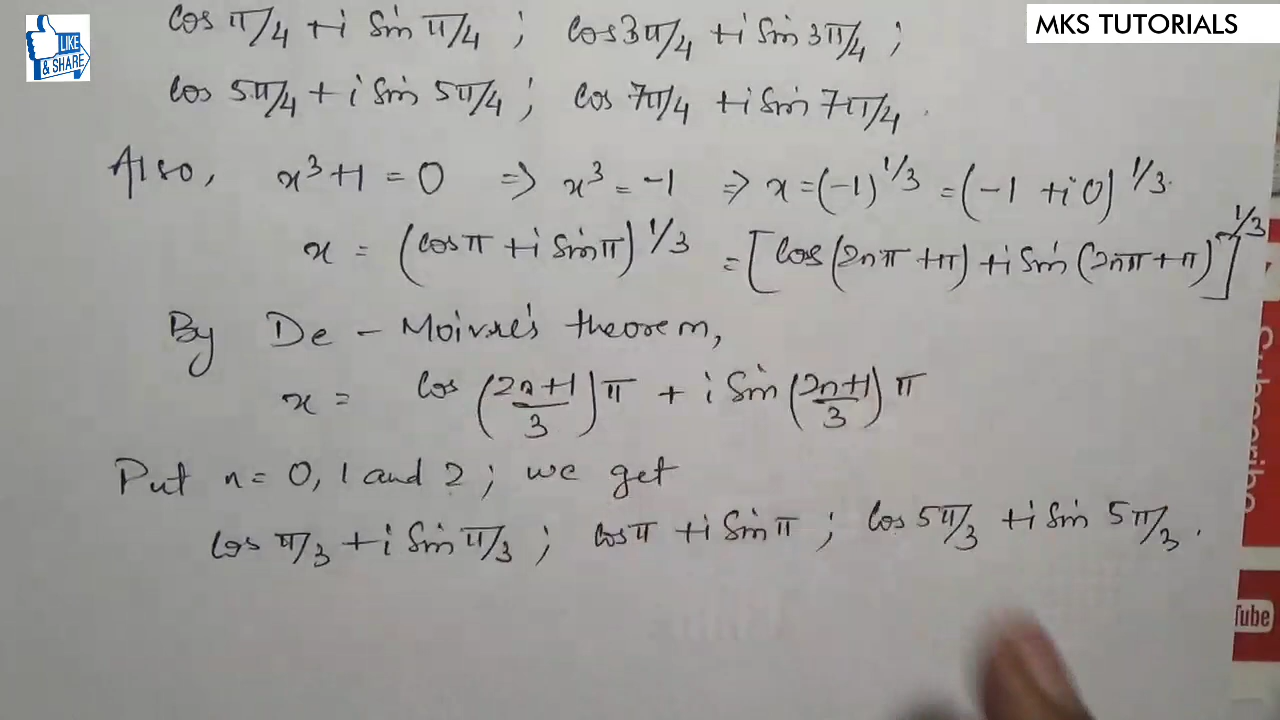 LIKE & SHARE
MKS TUTORIALS
cos π/4 + i sin π/4 ; cos 3π/4 + i sin 3π/4 ;
cos 5π/4 + i sin 5π/4 ; cos 7π/4 + i sin 7π/4 .
Also, x³+1 = 0 ⇒ x³ = -1 ⇒ x = (-1)^1/3 = (-1 + i0)^1/3.
x = (cos π + i sin π)^1/3 = [cos (2nπ + π) + i sin (2nπ + π)]^1/3
By De - Moivre's theorem,
x = cos (2n+1/3) π + i sin (2n+1/3) π
Put n = 0, 1 and 2 ; we get
cos π/3 + i sin π/3 ; cos π + i sin π ; cos 5π/3 + i sin 5π/3 .
Subscribe
Tube